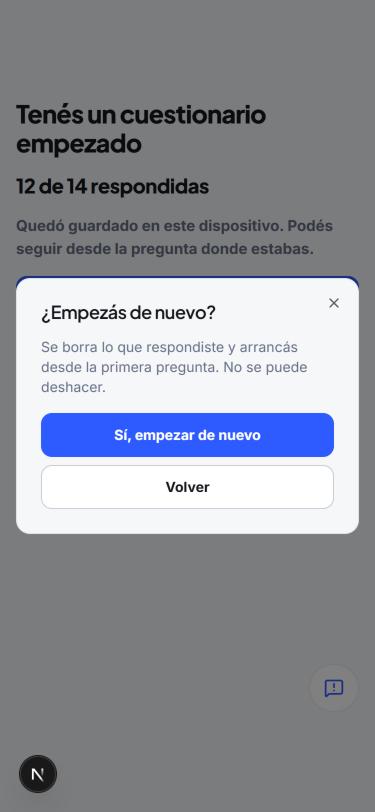 Tenés un cuestionario
empezado
12 de 14 respondidas
Quedó guardado en este dispositivo. Podés
seguir desde la pregunta donde estabas.
¿Empezás de nuevo?
Se borra lo que respondiste y arrancás
desde la primera pregunta. No se puede
deshacer.
Sí, empezar de nuevo
Volver
N